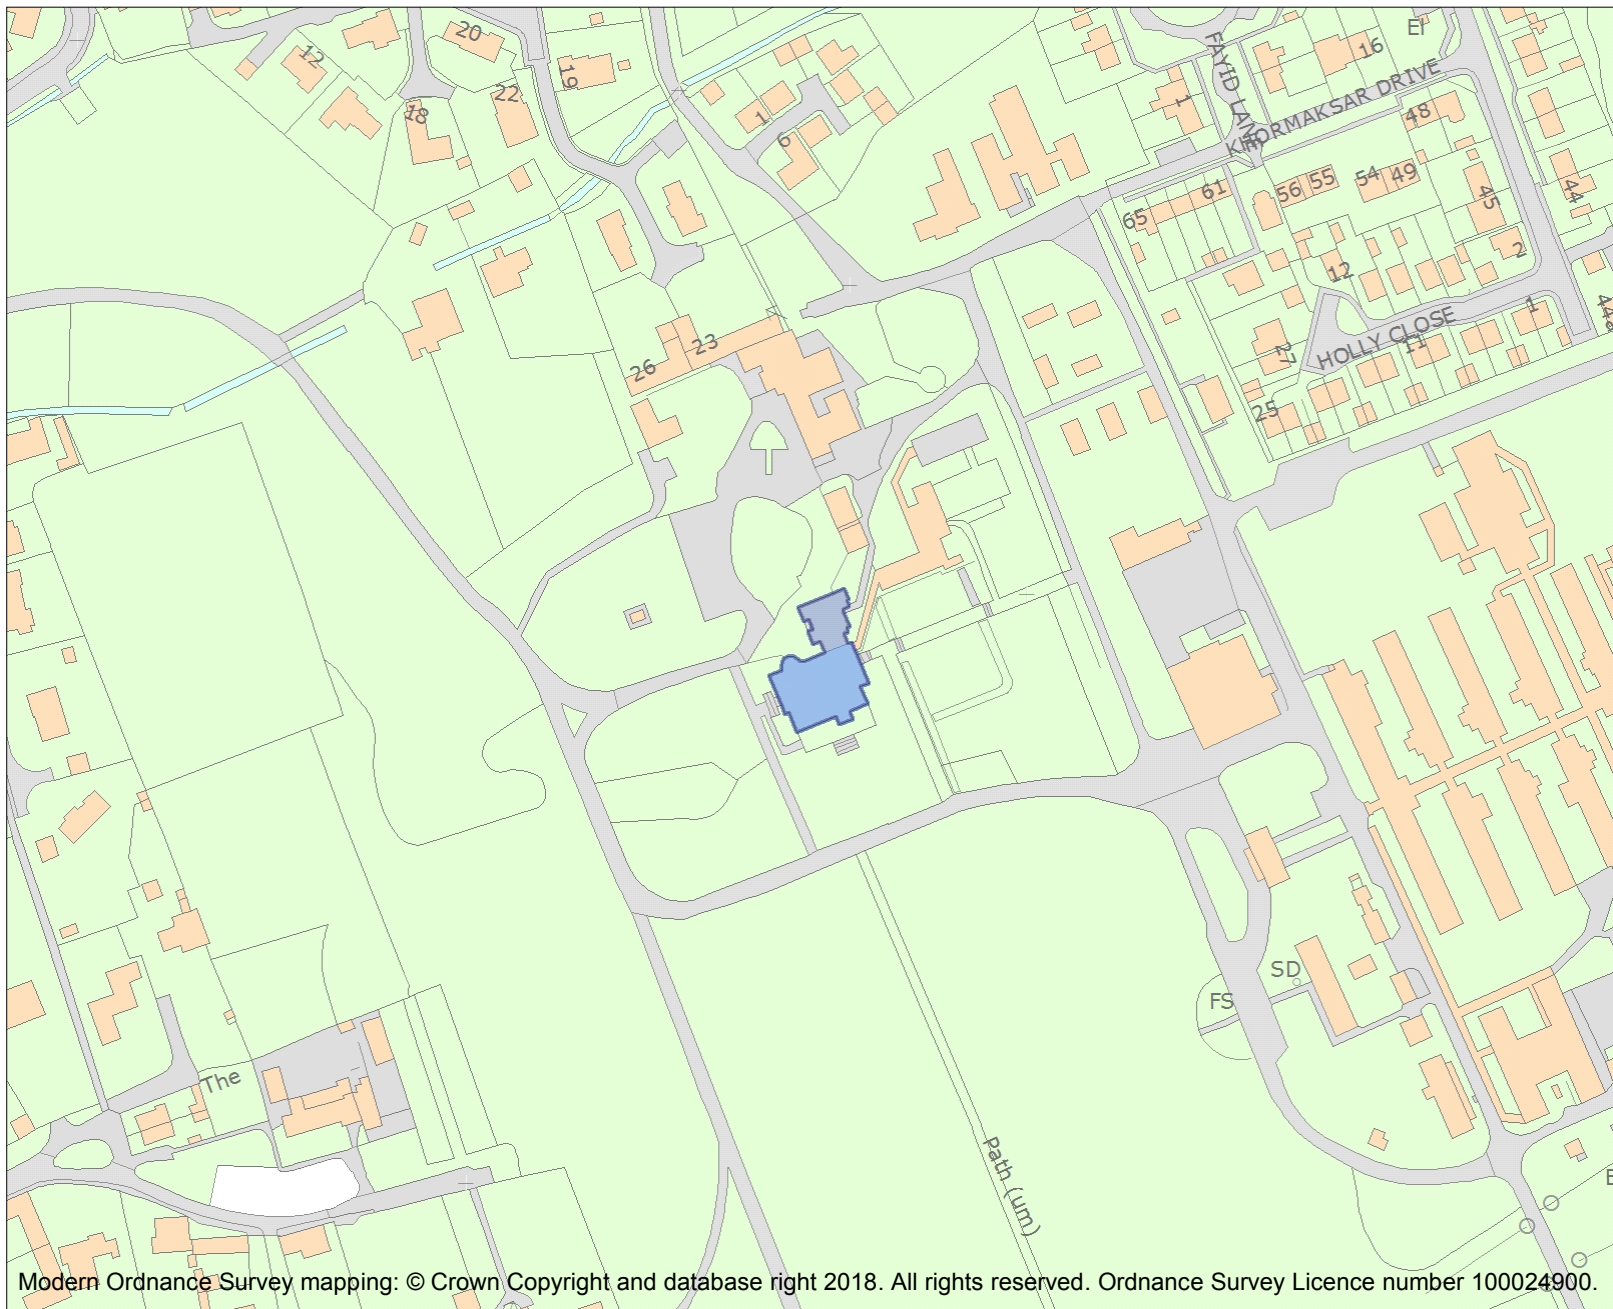 20
12
19
22
18
1
6
FAYID LANE
El
16
KHORMAKSAR DRIVE
1
48
65
61
56
55
54
49
45
44
2
12
44a
1
HOLLY CLOSE
11
27
25
26
23
SD
FS
The
Path (um)
E
Modern Ordnance Survey mapping: © Crown Copyright and database right 2018. All rights reserved. Ordnance Survey Licence number 100024900.